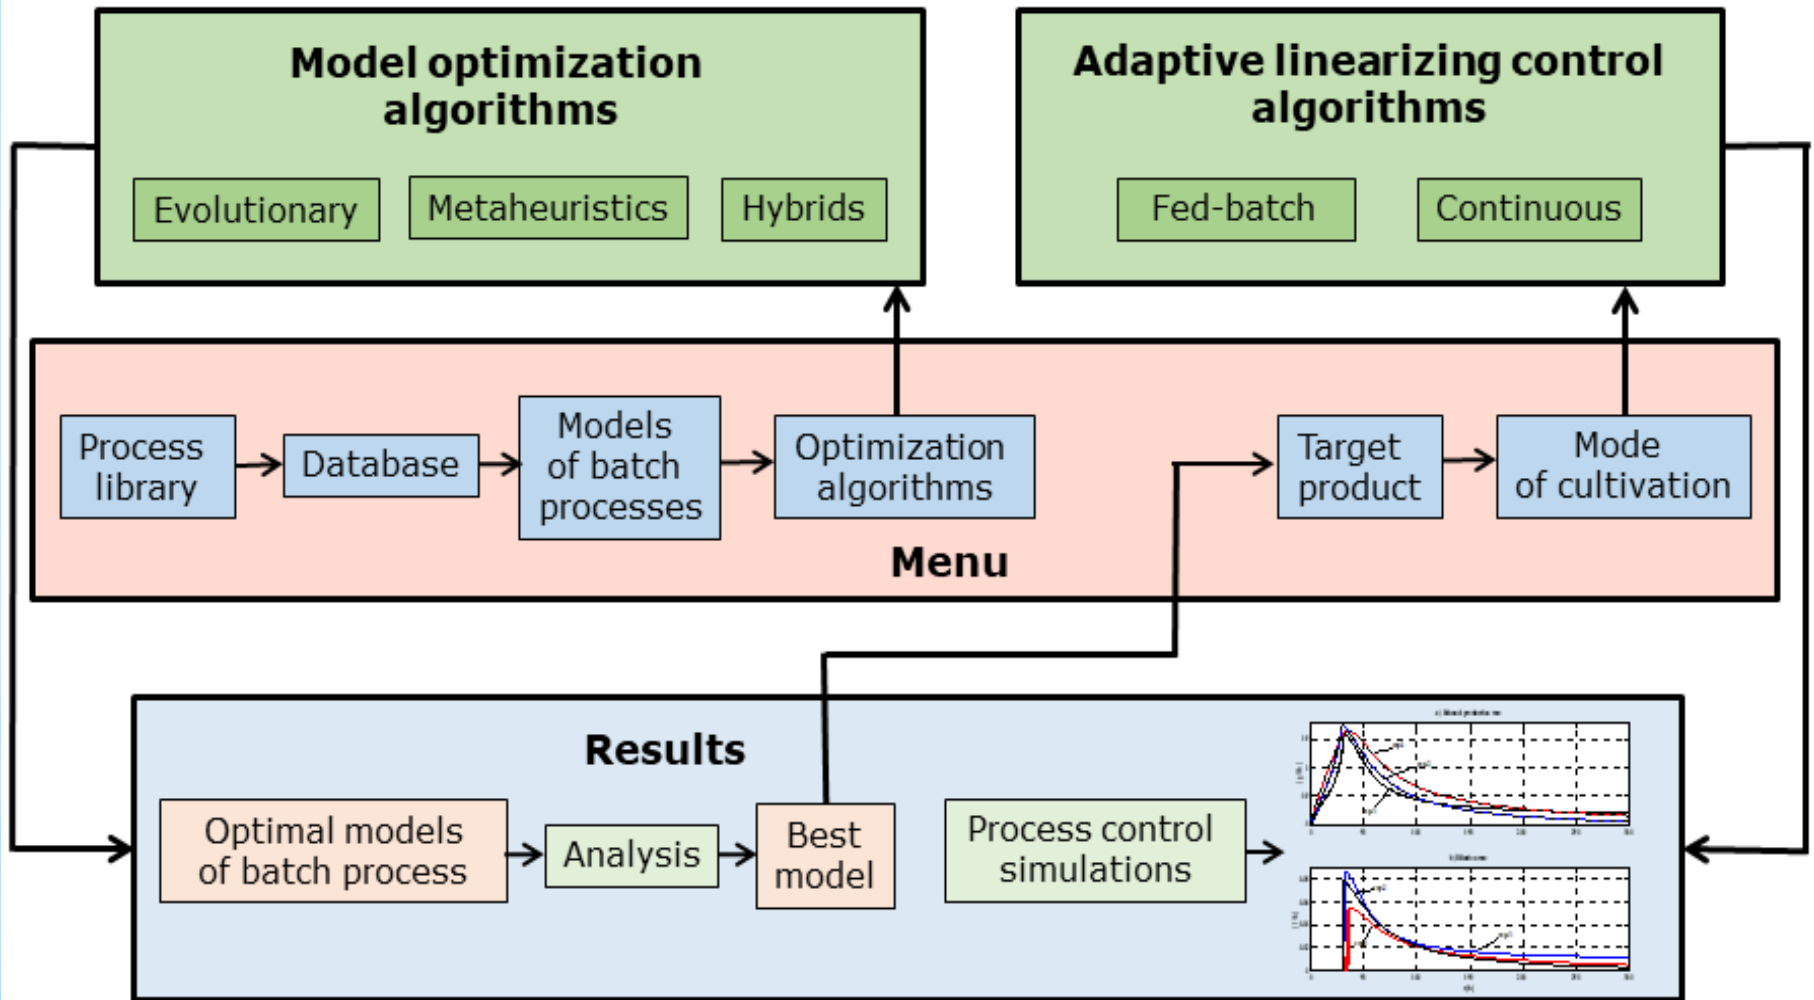 Model optimization
algorithms
Evolutionary
Metaheuristics
Hybrids
Adaptive linearizing control
algorithms
Fed-batch
Continuous
Process
library
Database
Models
of batch
processes
Optimization
algorithms
Target
product
Mode
of cultivation
Menu
Results
Optimal models
of batch process
Analysis
Best
model
Process control
simulations